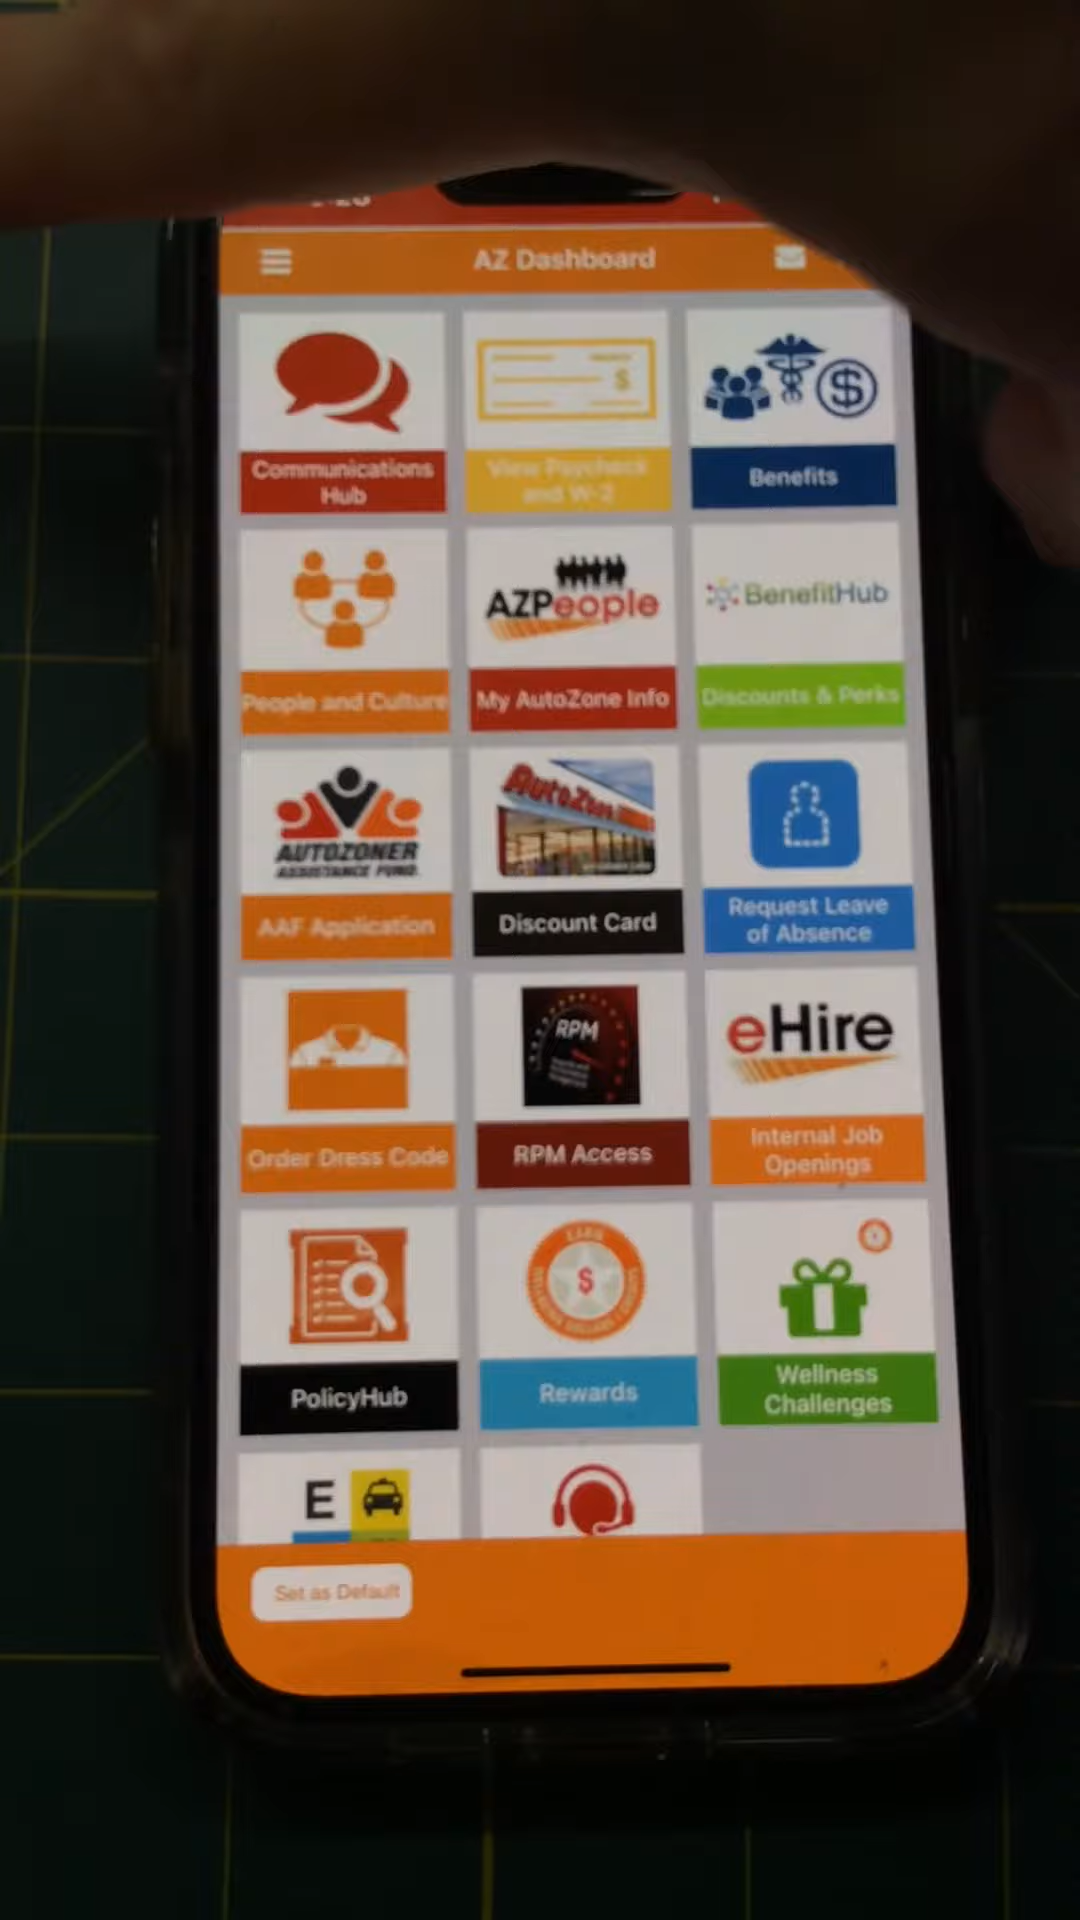 AZ Dashboard
Communications
Hub
$
View Paycheck
and W-2
$
Benefits
People and Culture
AZPeople
My AutoZone Info
BenefitHub
Discounts & Perks
AUTOZONER
ASSISTANCE FUND.
AAF Application
AutoZone
Discount Card
Request Leave
of Absence
Order Dress Code
RPM
RPM Access
eHire
Internal Job
Openings
PolicyHub
EARN
$
Rewards
Wellness
Challenges
E
Set as Default